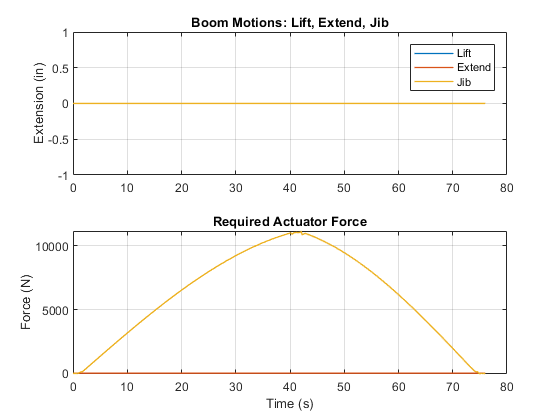 Boom Motions: Lift, Extend, Jib
1
0.5
0
-0.5
-1
Extension (in)
Lift
Extend
Jib
0 10 20 30 40 50 60 70 80
Required Actuator Force
10000
5000
0
Force (N)
0 10 20 30 40 50 60 70 80
Time (s)